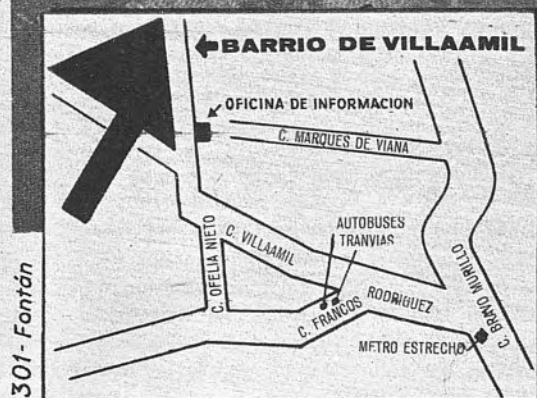 BARRIO DE VILLAAMIL
OFICINA DE INFORMACION
C. MARQUES DE VIANA
AUTOBUSES
TRANVIAS
C. VILLAAMIL
C. OFELIA NIETO
C. FRANCOS RODRIGUEZ
C. BRAVO MURILLO
METRO ESTRECHO
301- Fontán